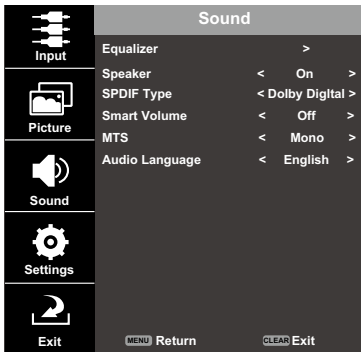 Sound
Input
Equalizer >
Speaker < On >
SPDIF Type < Dolby Digltal >
Smart Volume < Off >
MTS < Mono >
Audio Language < English >
Picture
Sound
Settings
Exit
MENU Return CLEAR Exit